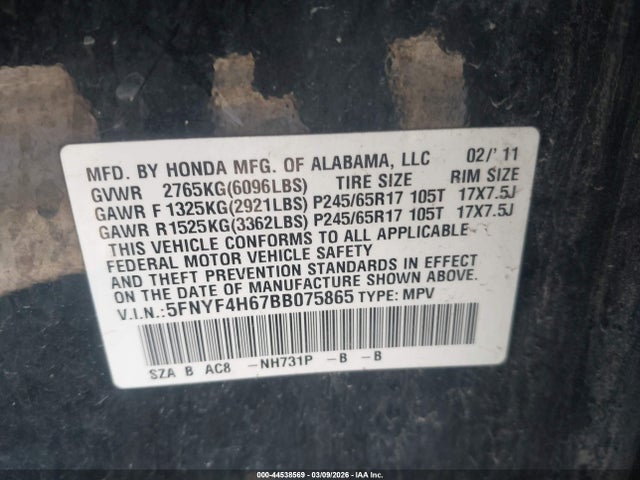 MFD. BY HONDA MFG. OF ALABAMA, LLC 02/'11
GVWR 2765KG(6096LBS) TIRE SIZE RIM SIZE
GAWR F 1325KG(2921LBS) P245/65R17 105T 17X7.5J
GAWR R1525KG(3362LBS) P245/65R17 105T 17X7.5J
THIS VEHICLE CONFORMS TO ALL APPLICABLE
FEDERAL MOTOR VEHICLE SAFETY
AND THEFT PREVENTION STANDARDS IN EFFECT
ON THE DATE OF MANUFACTURE SHOWN ABOVE.
V.I.N.:5FNYF4H67BB075865 TYPE: MPV
SZA B AC8 -NH731P -B -B
000-44538569 - 03/09/2026 - IAA Inc.